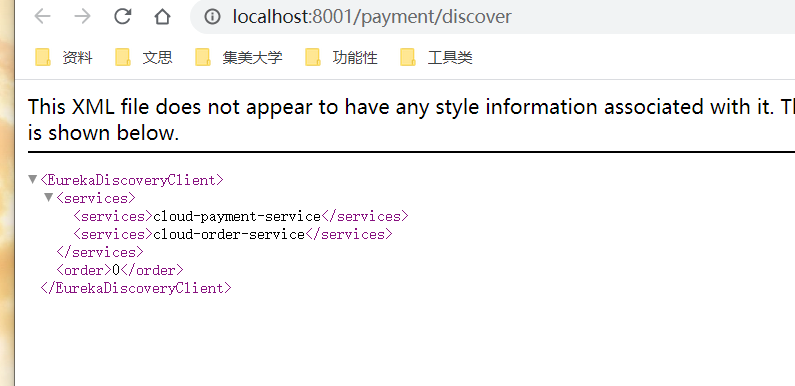 localhost:8001/payment/discover
资料 文思 集美大学 功能性 工具类
This XML file does not appear to have any style information associated with it.
is shown below.
<EurekaDiscoveryClient>
<services>
<services>cloud-payment-service</services>
<services>cloud-order-service</services>
</services>
<order>0</order>
</EurekaDiscoveryClient>